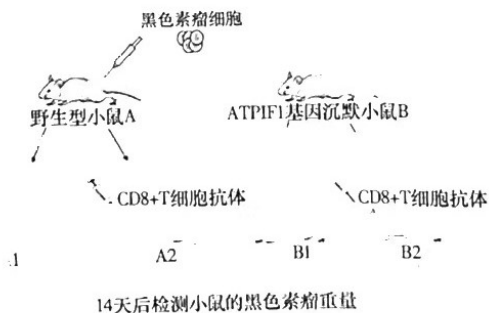 黑色素瘤细胞
野生型小鼠A
ATPIF1基因沉默小鼠B
CD8+T细胞抗体
CD8+T细胞抗体
1
A2
B1
B2
14天后检测小鼠的黑色素瘤重量